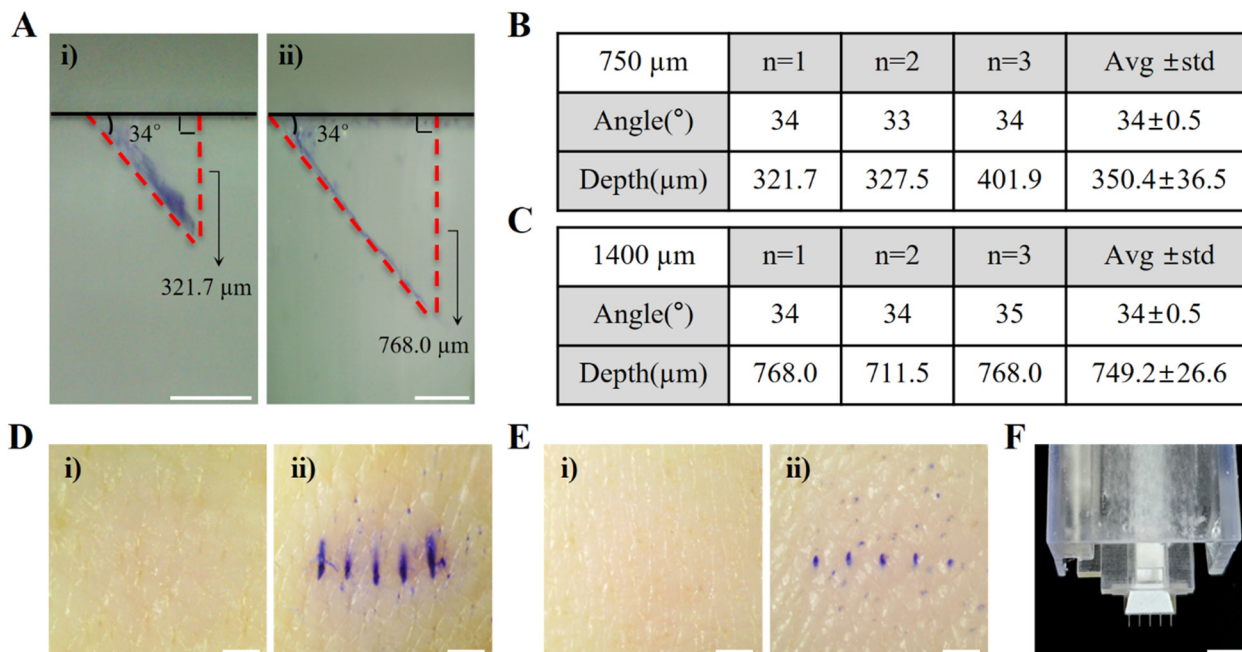 A
i)
34°
321.7 µm
ii)
34°
768.0 µm
B
750 µm n=1 n=2 n=3 Avg ±std
Angle(°) 34 33 34 34±0.5
Depth(µm) 321.7 327.5 401.9 350.4±36.5
C
1400 µm n=1 n=2 n=3 Avg ±std
Angle(°) 34 34 35 34±0.5
Depth(µm) 768.0 711.5 768.0 749.2±26.6
D
i)
ii)
E
i)
ii)
F